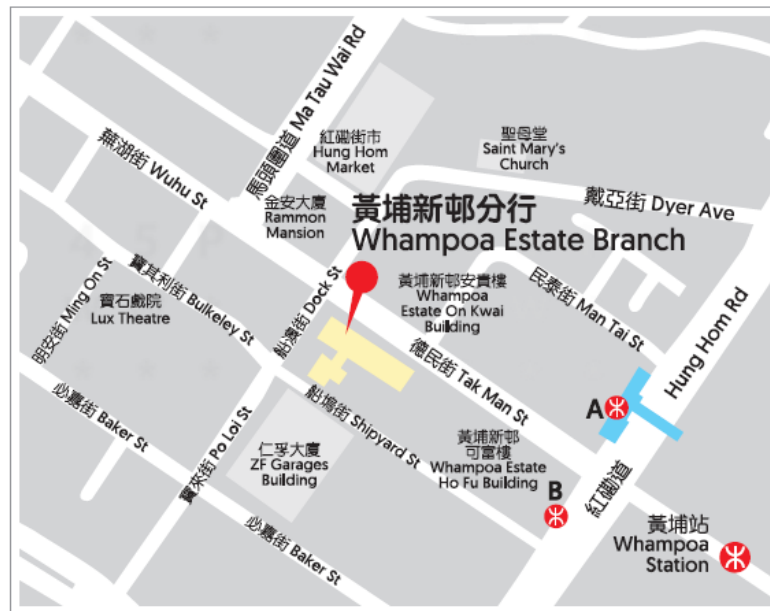 馬頭圍道 Ma Tau Wai Rd
蕪湖街 Wuhu St
紅磡街市
Hung Hom
Market
聖母堂
Saint Mary's
Church
戴亞街 Dyer Ave
金安大廈
Rammon
Mansion
黃埔新邨分行
Whampoa Estate Branch
寶其利街 Bulkeley St
明安街 Ming On St
寶石戲院
Lux Theatre
船澳街 Dock St
黃埔新邨安貴樓
Whampoa
Estate On Kwai
Building
民泰街 Man Tai St
Hung Hom Rd
紅磡道
德民街 Tak Man St
必嘉街 Baker St
寶來街 Po Loi St
船塢街 Shipyard St
仁孚大廈
ZF Garages
Building
黃埔新邨
可富樓
Whampoa Estate
Ho Fu Building
A
B
必嘉街 Baker St
黃埔站
Whampoa
Station